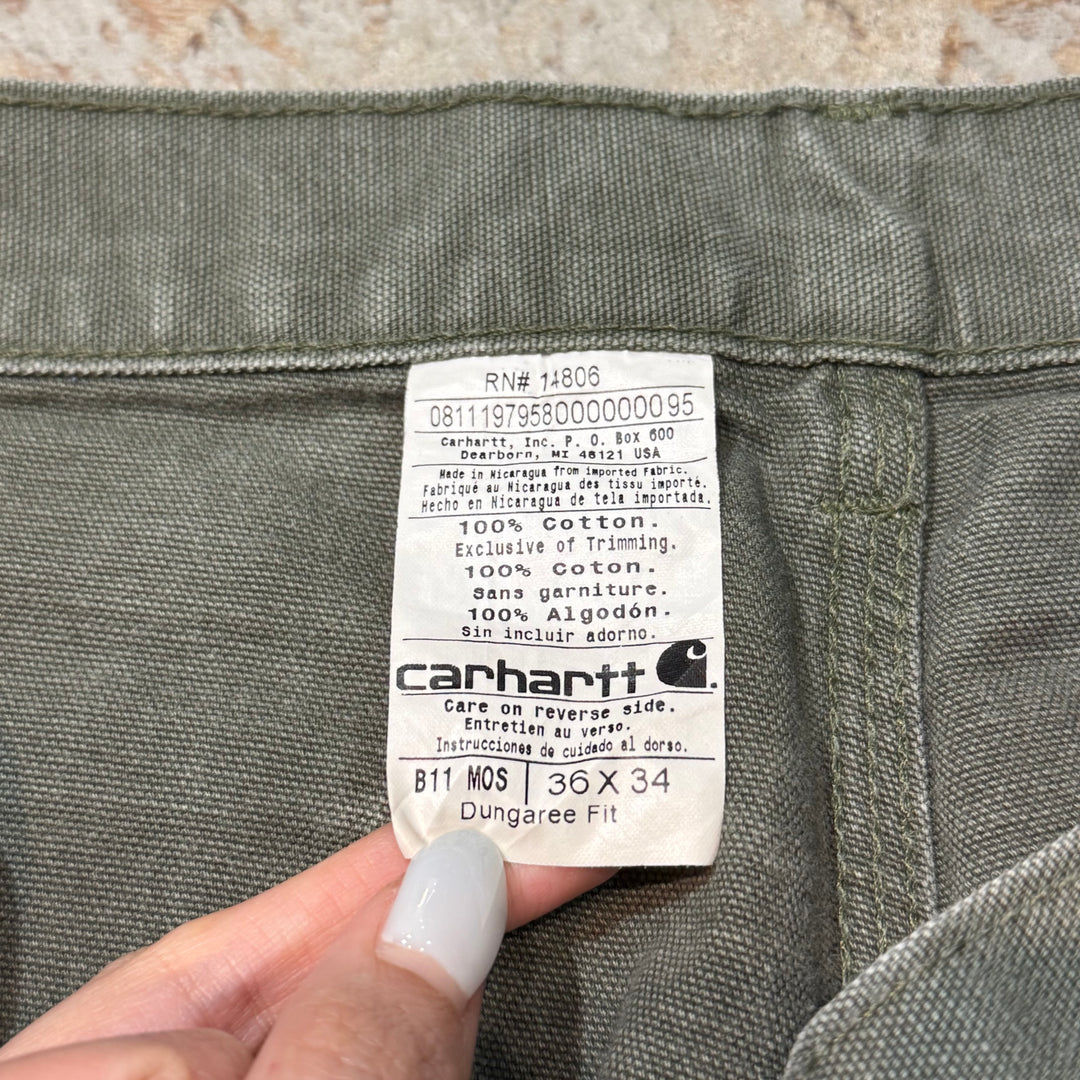 RN# 14806
08111979580000000095
Carhartt, Inc. P. O. Box 600
Dearborn, MI 48121 USA
Made in Nicaragua from imported Fabric.
Fabriqué au Nicaragua des tissu importé.
Hecho en Nicaragua de tela importada.
100% Cotton.
Exclusive of Trimming.
100% Coton.
Sans garniture.
100% Algodón.
Sin incluir adorno.
carhartt.
Care on reverse side.
Entretien au verso.
Instrucciones de cuidado al dorso.
B11 MOS 36 X 34
Dungaree Fit